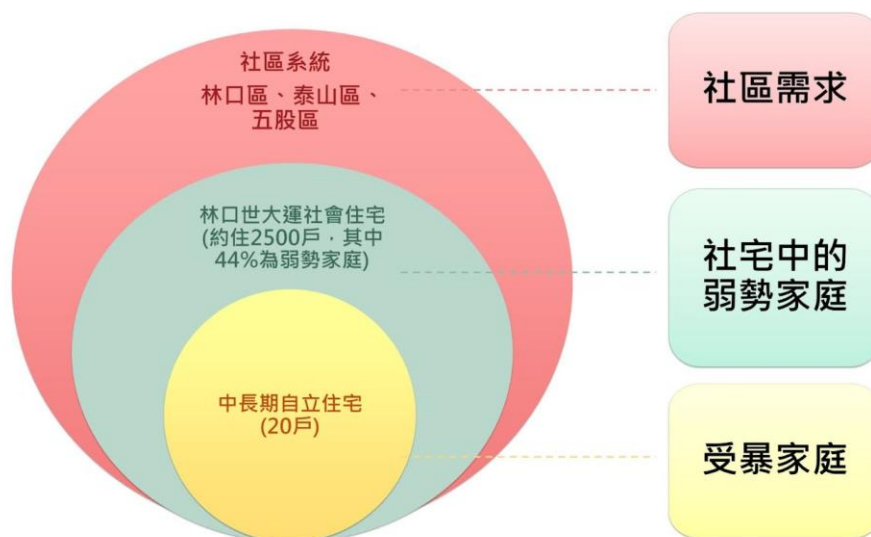 社區系統
林口區、泰山區、
五股區
社區需求
林口世大運社會住宅
(約住2500戶，其中
44%為弱勢家庭)
社宅中的
弱勢家庭
中長期自立住宅
(20戶)
受暴家庭